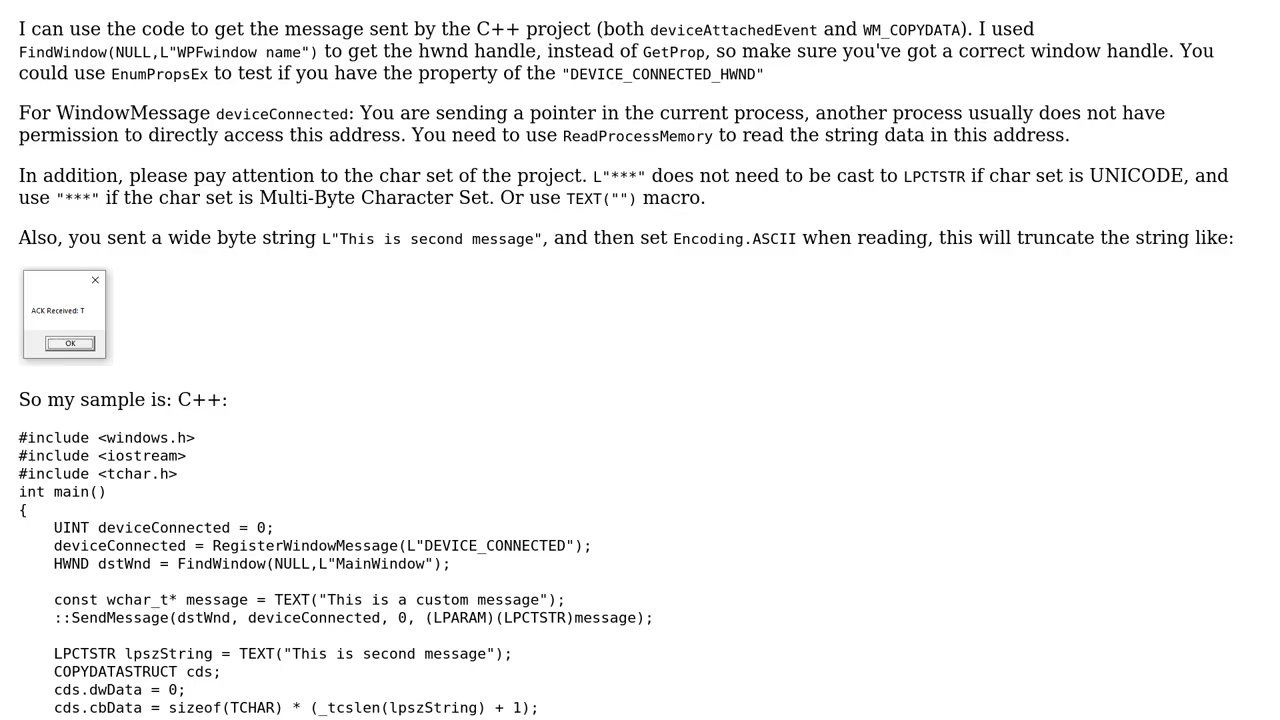 I can use the code to get the message sent by the C++ project (both deviceAttachedEvent and WM_COPYDATA). I used
FindWindow(NULL,L"WPFwindow name") to get the hwnd handle, instead of GetProp, so make sure you've got a correct window handle. You
could use EnumPropsEx to test if you have the property of the "DEVICE_CONNECTED_HWND"
For WindowMessage deviceConnected: You are sending a pointer in the current process, another process usually does not have
permission to directly access this address. You need to use ReadProcessMemory to read the string data in this address.
In addition, please pay attention to the char set of the project. L"***" does not need to be cast to LPCTSTR if char set is UNICODE, and
use "***" if the char set is Multi-Byte Character Set. Or use TEXT("") macro.
Also, you sent a wide byte string L"This is second message", and then set Encoding.ASCII when reading, this will truncate the string like:
ACK Received: T
OK
So my sample is: C++:
#include <windows.h>
#include <iostream>
#include <tchar.h>
int main()
{
    UINT deviceConnected = 0;
    deviceConnected = RegisterWindowMessage(L"DEVICE_CONNECTED");
    HWND dstWnd = FindWindow(NULL,L"MainWindow");
    const wchar_t* message = TEXT("This is a custom message");
    ::SendMessage(dstWnd, deviceConnected, 0, (LPARAM)(LPCTSTR)message);
    LPCTSTR lpszString = TEXT("This is second message");
    COPYDATASTRUCT cds;
    cds.dwData = 0;
    cds.cbData = sizeof(TCHAR) * (_tcslen(lpszString) + 1);